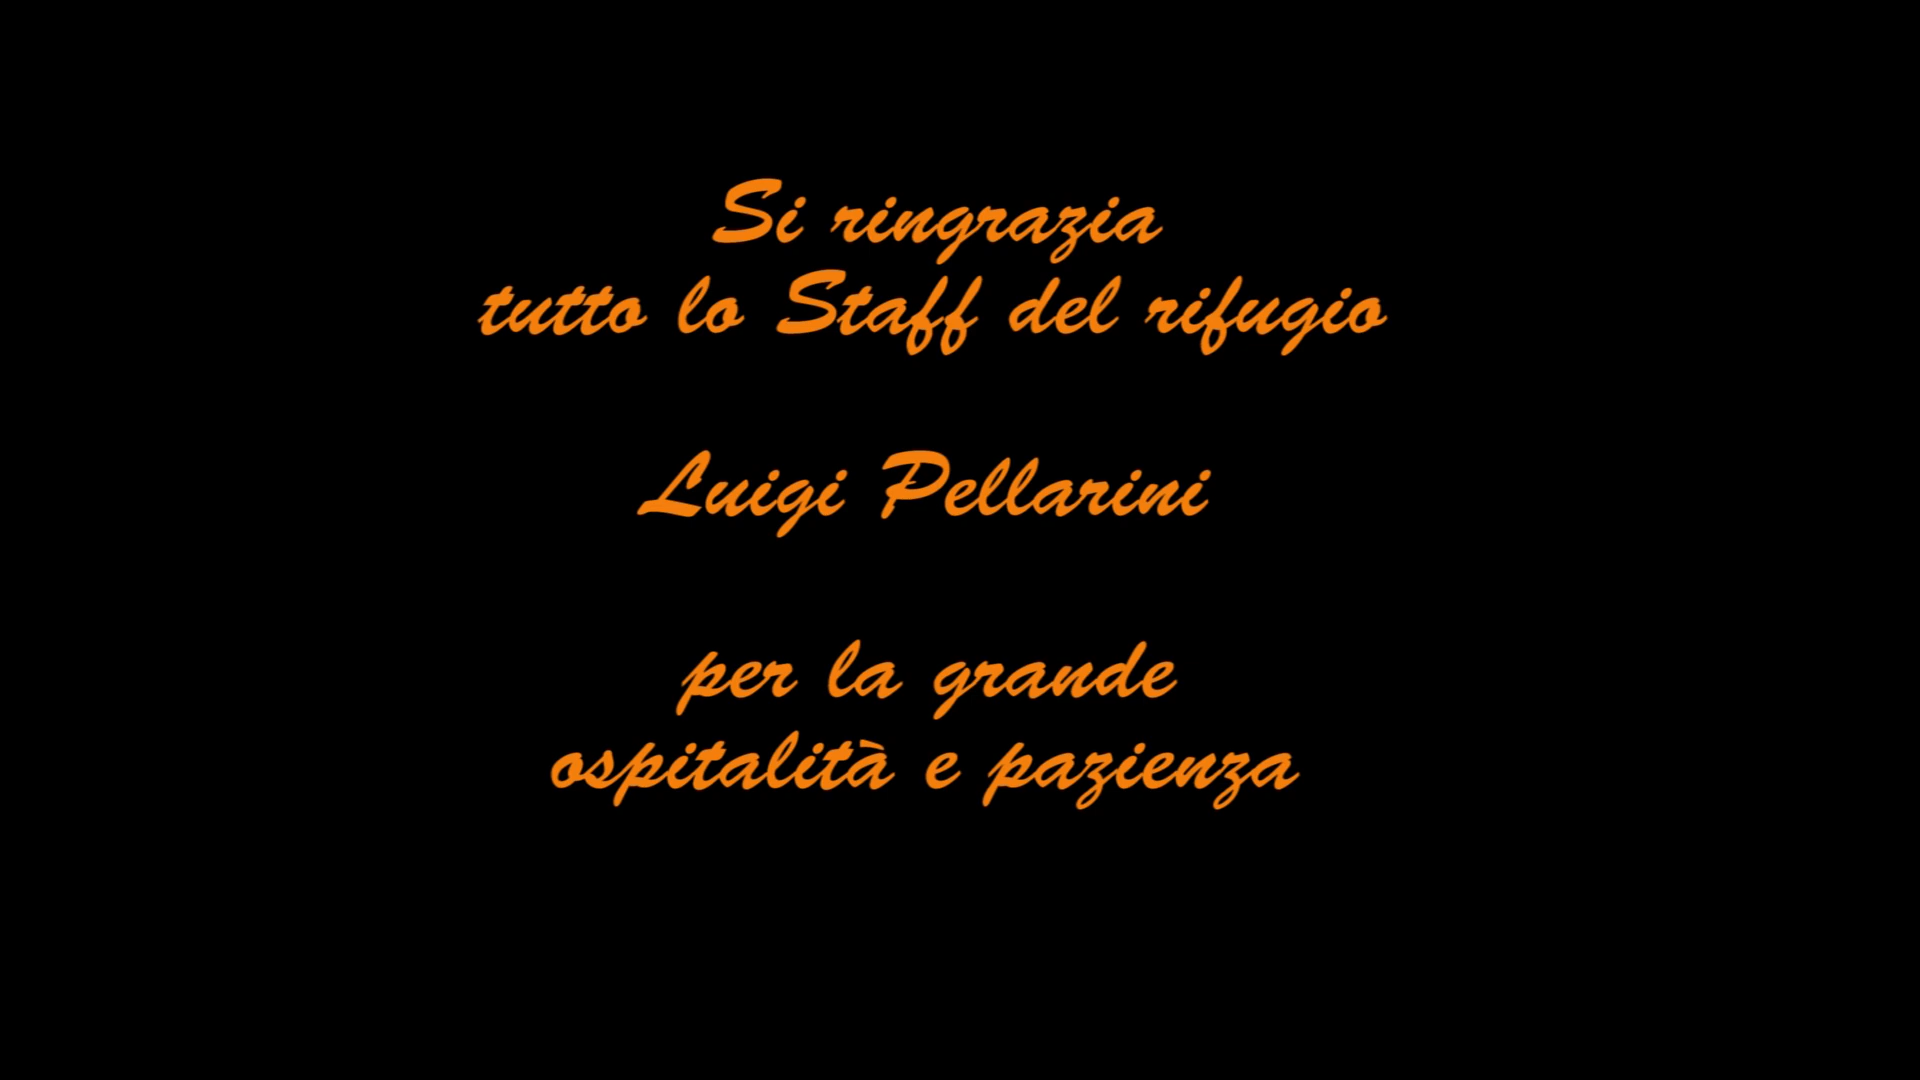 Si ringrazia
tutto lo Staff del rifugio
Luigi Pellarini
per la grande
ospitalità e pazienza